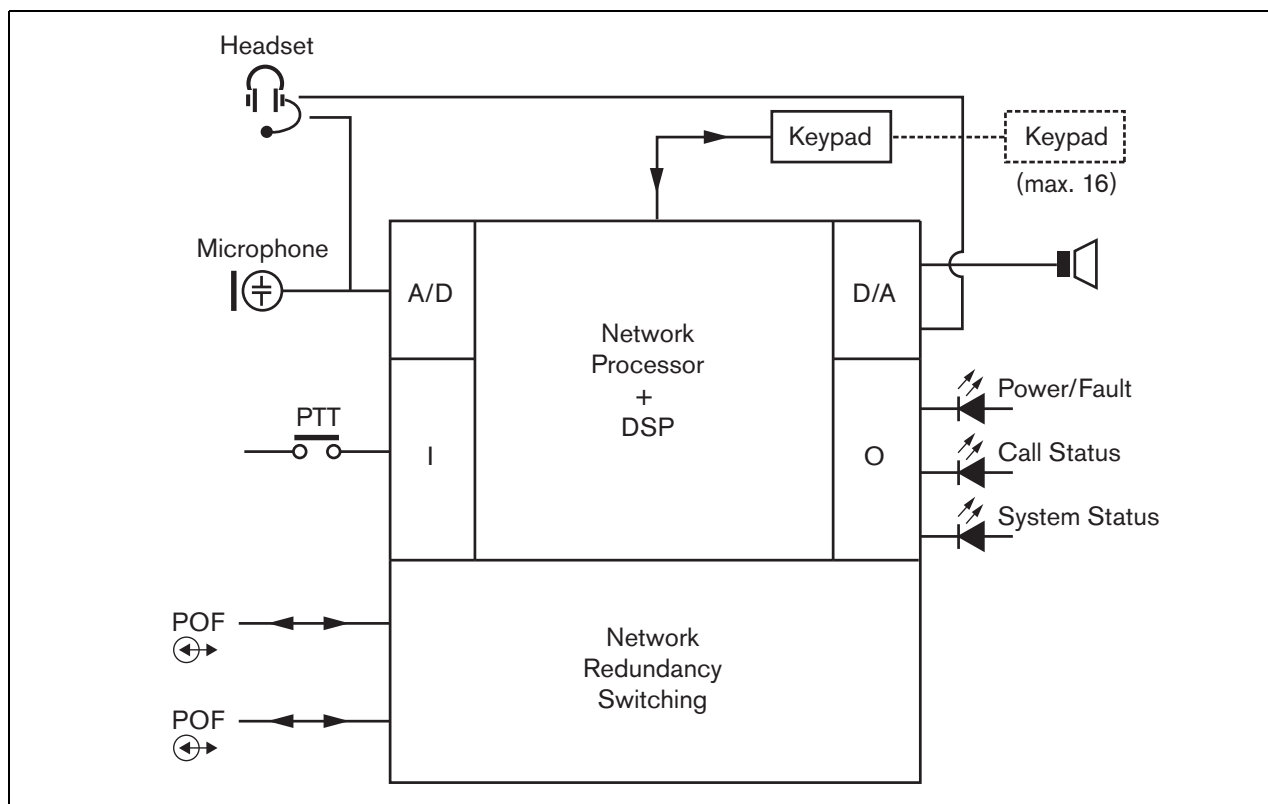 Headset
Keypad
Keypad
(max. 16)
Microphone
A/D
D/A
Network
Processor
+
DSP
PTT
I
O
Power/Fault
Call Status
System Status
POF
POF
Network
Redundancy
Switching